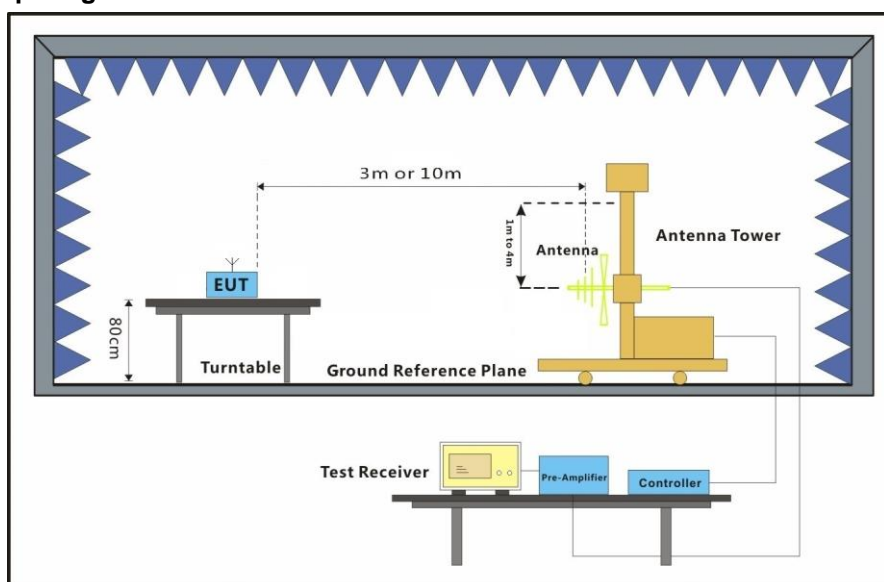 3m or 10m
1m to 4m
Antenna
Antenna Tower
EUT
80cm
Turntable
Ground Reference Plane
Test Receiver
Pre-Amplifier
Controller